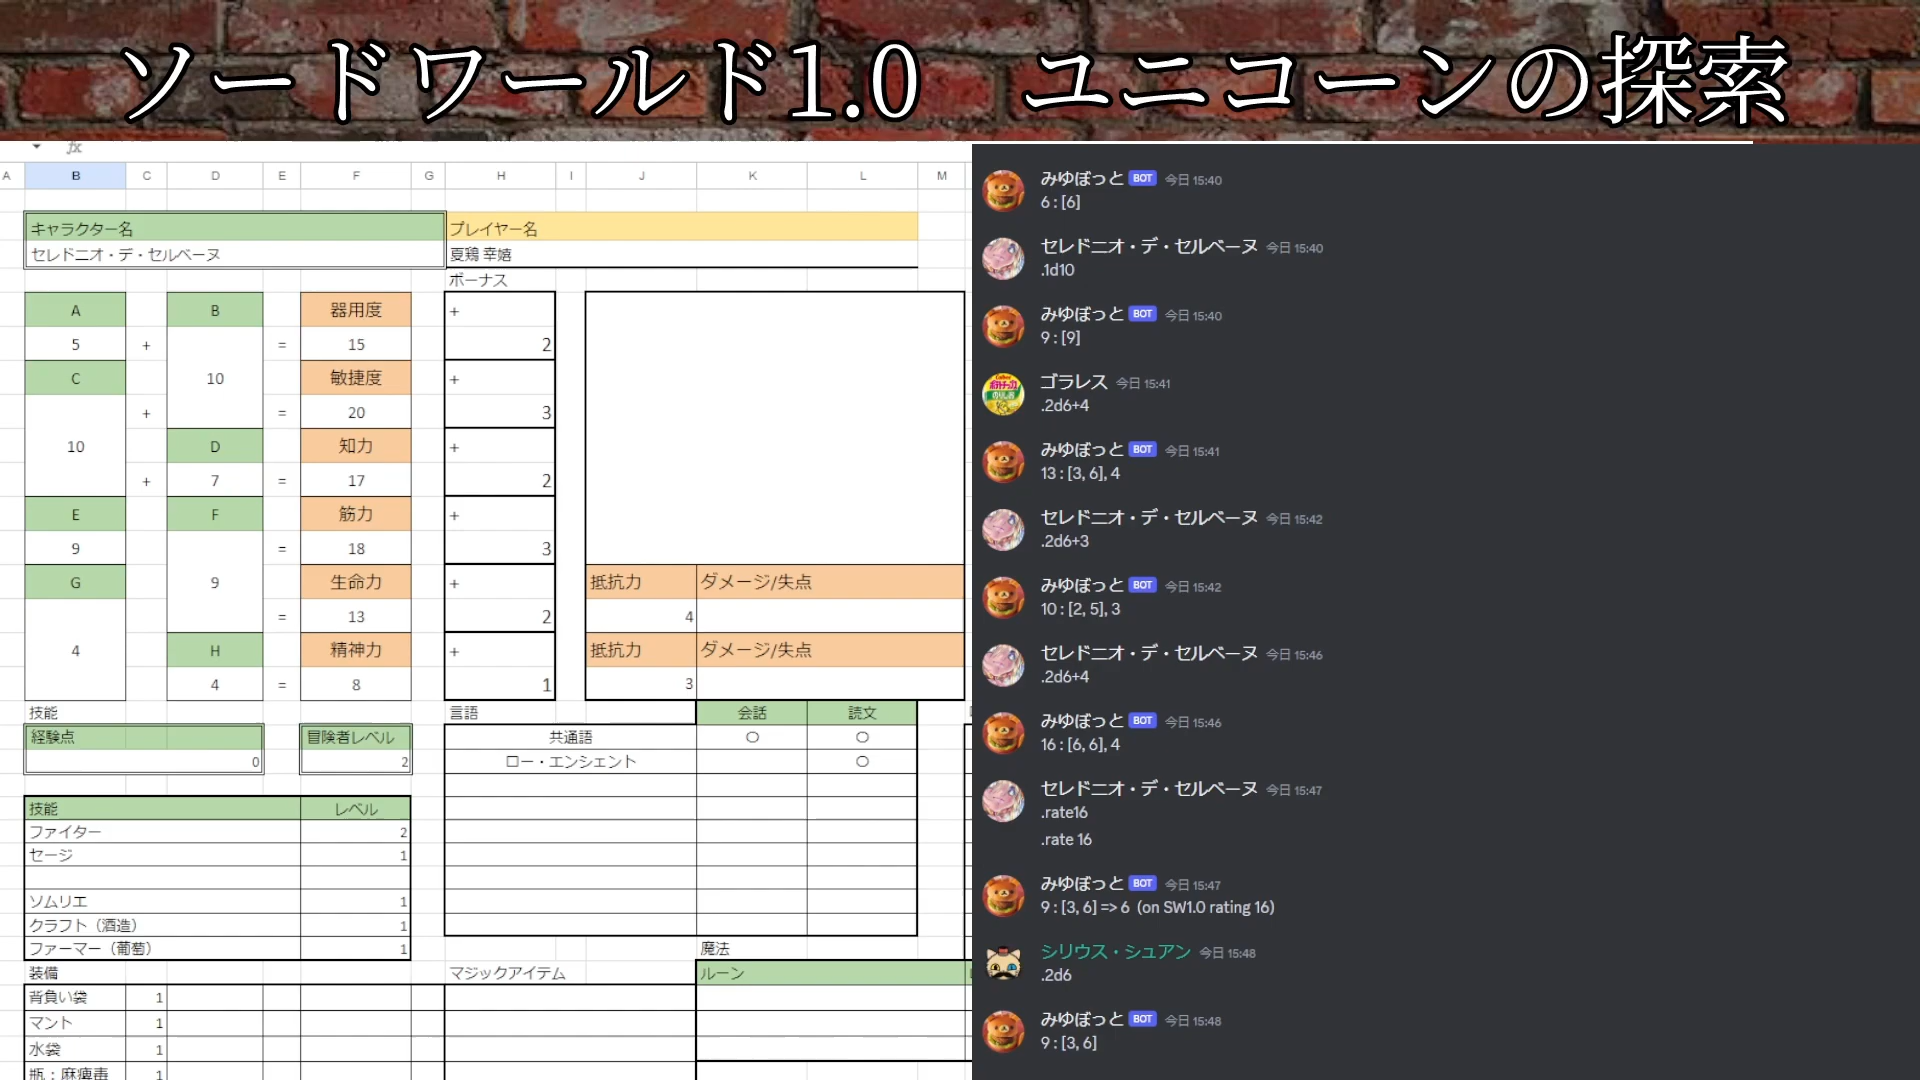 ソードワールド1.0　ユニコーンの探索
fx
A B C D E F G H I J K L M
キャラクター名 プレイヤー名
セレドニオ・デ・セルベーヌ 夏鶏 幸嬉
ボーナス
A B 器用度 +
5 + = 15 2
C 10 敏捷度 +
+ = 20 3
10 D 知力 +
+ 7 = 17 2
E F 筋力 +
9 = 18 3
G 9 生命力 + 抵抗力 ダメージ/失点
= 13 2 4
4 H 精神力 + 抵抗力 ダメージ/失点
4 = 8 1 3
技能 言語 会話 読文
経験点 冒険者レベル 共通語 〇 〇
0 2 ロー・エンシェント 〇
技能 レベル
ファイター 2
セージ 1
ソムリエ 1
クラフト（酒造） 1
ファーマー（葡萄） 1
魔法
装備 マジックアイテム ルーン
背負い袋 1
マント 1
水袋 1
瓶：麻痺毒 1
みゆぼっと BOT 今日 15:40
6 : [6]
セレドニオ・デ・セルベーヌ 今日 15:40
.1d10
みゆぼっと BOT 今日 15:40
9 : [9]
ゴラレス 今日 15:41
.2d6+4
みゆぼっと BOT 今日 15:41
13 : [3, 6], 4
セレドニオ・デ・セルベーヌ 今日 15:42
.2d6+3
みゆぼっと BOT 今日 15:42
10 : [2, 5], 3
セレドニオ・デ・セルベーヌ 今日 15:46
.2d6+4
みゆぼっと BOT 今日 15:46
16 : [6, 6], 4
セレドニオ・デ・セルベーヌ 今日 15:47
.rate16
.rate 16
みゆぼっと BOT 今日 15:47
9 : [3, 6] => 6 (on SW1.0 rating 16)
シリウス・シュアン 今日 15:48
.2d6
みゆぼっと BOT 今日 15:48
9 : [3, 6]